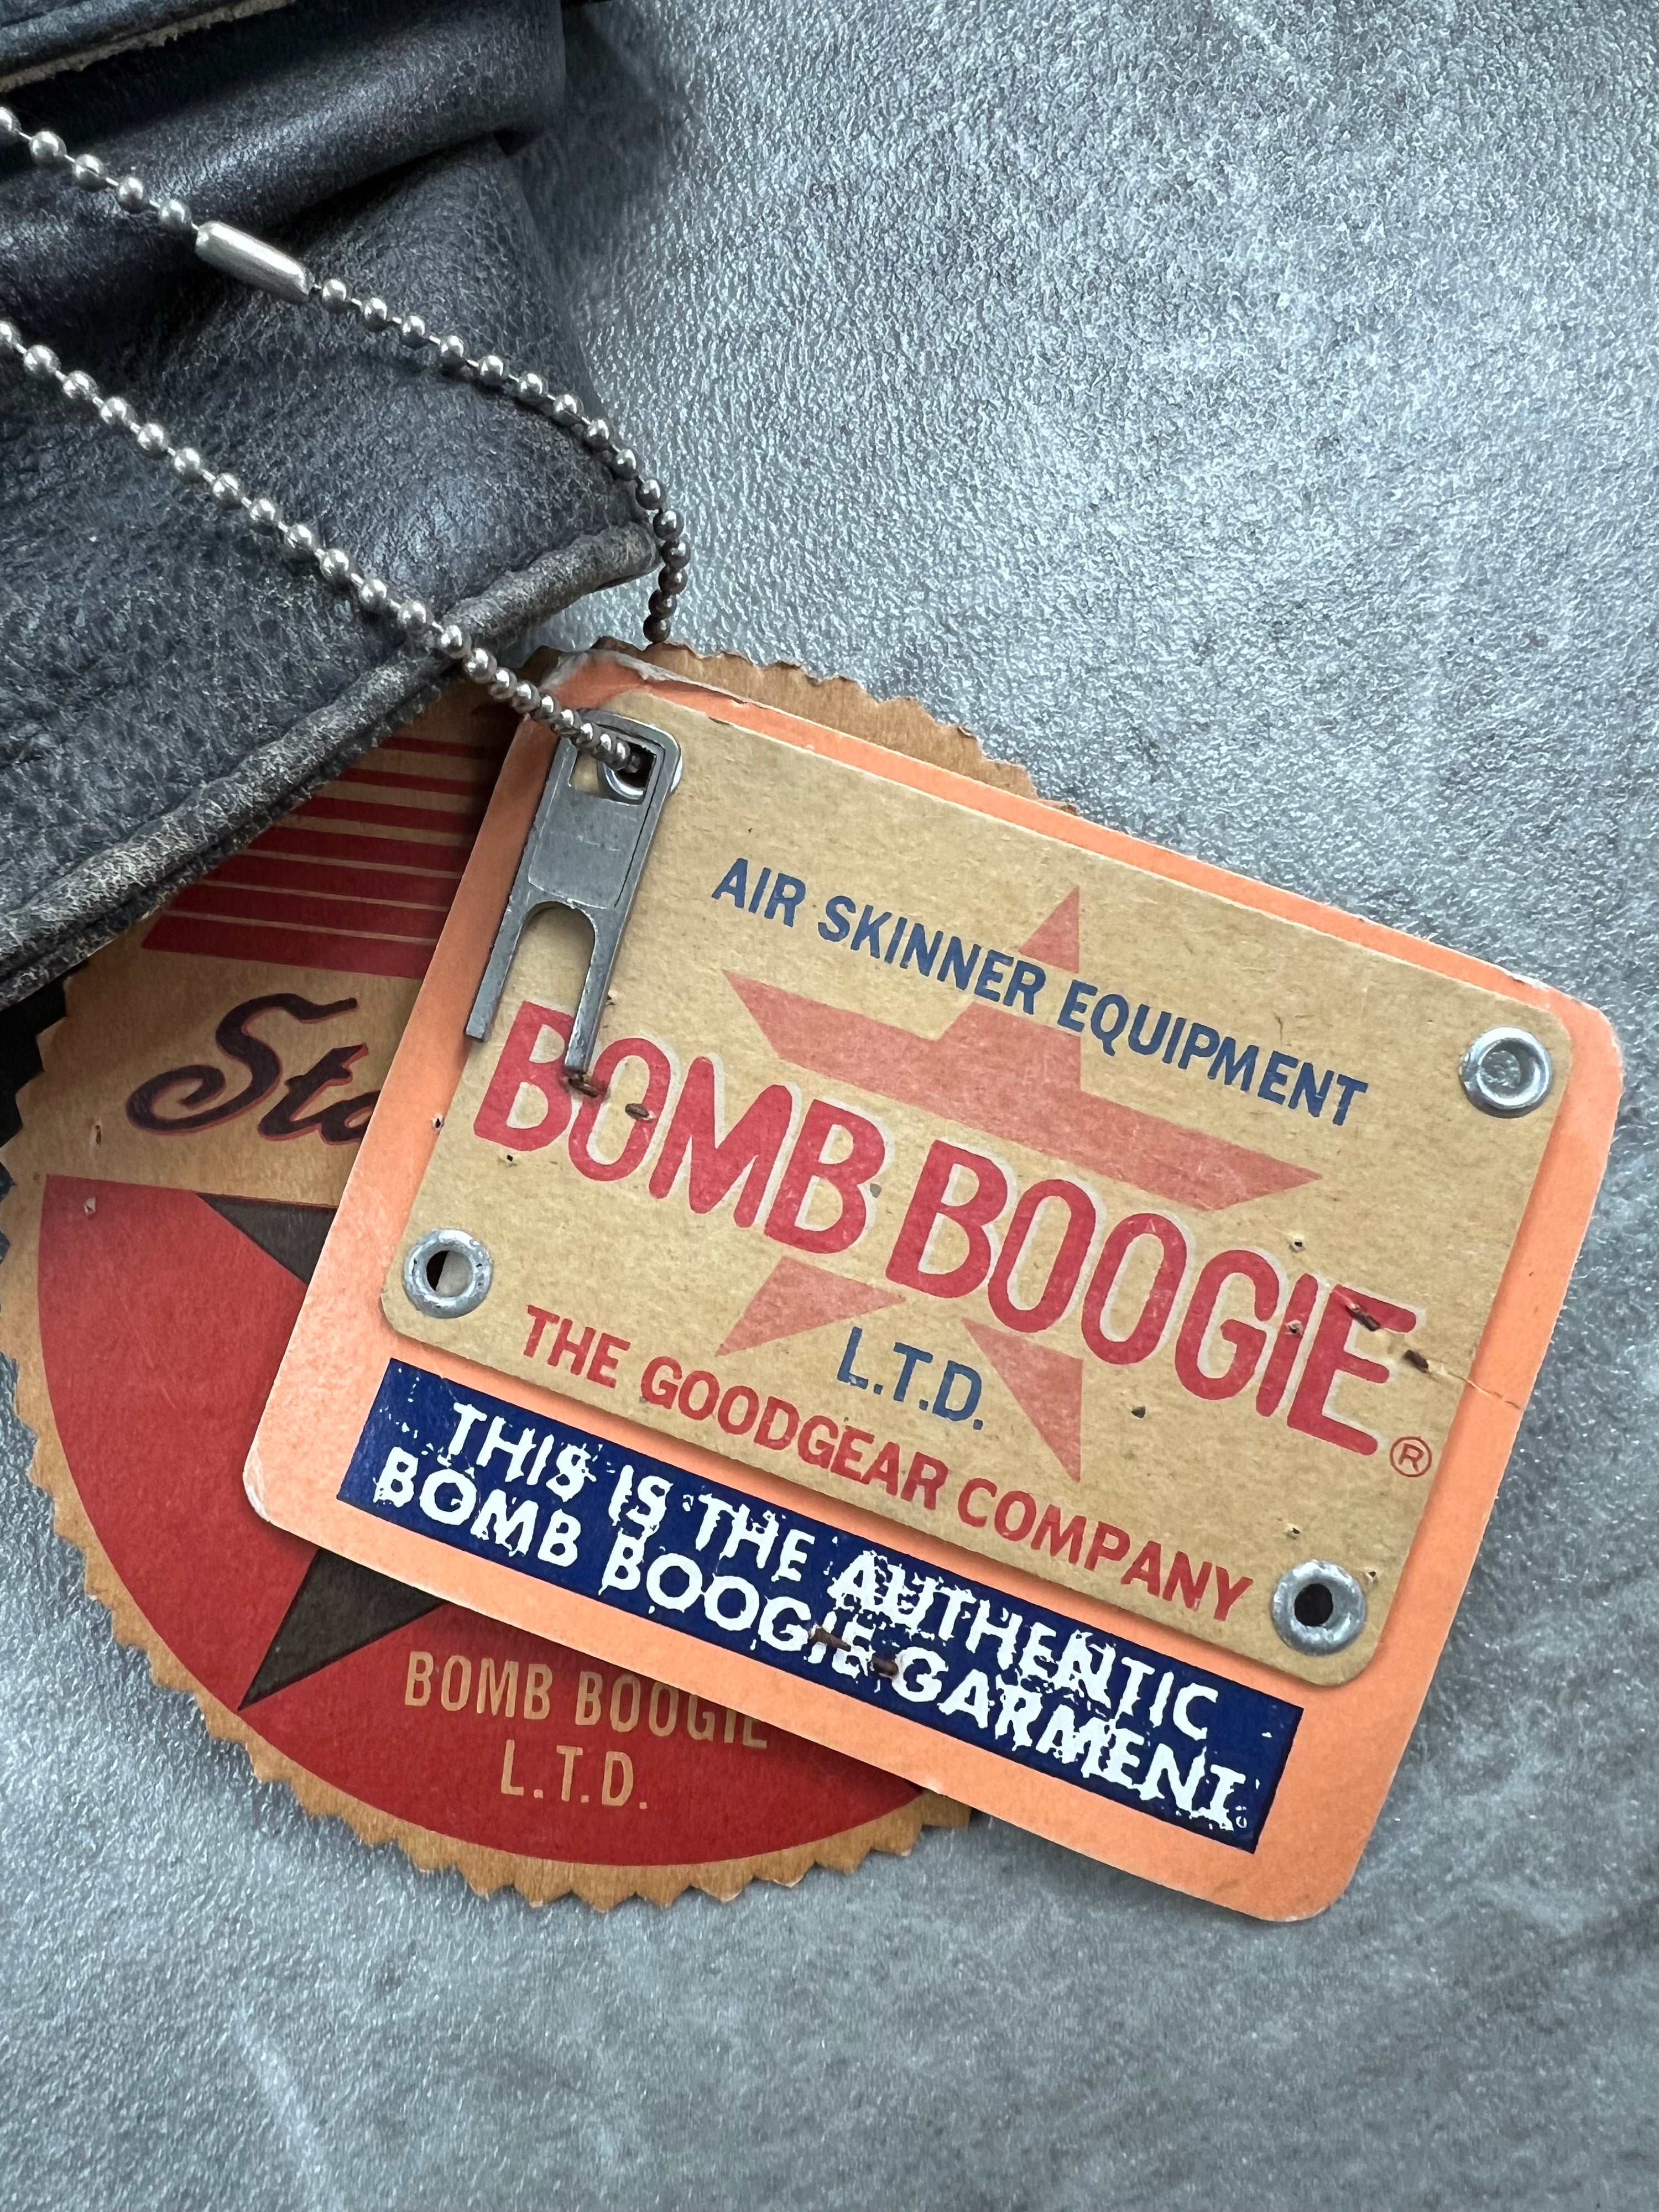 AIR SKINNER EQUIPMENT
BOMB BOOGIE®
L.T.D.
THE GOODGEAR COMPANY
THIS IS THE AUTHENTIC
BOMB BOOGIE GARMENT.
BOMB BOOGIE
L.T.D.